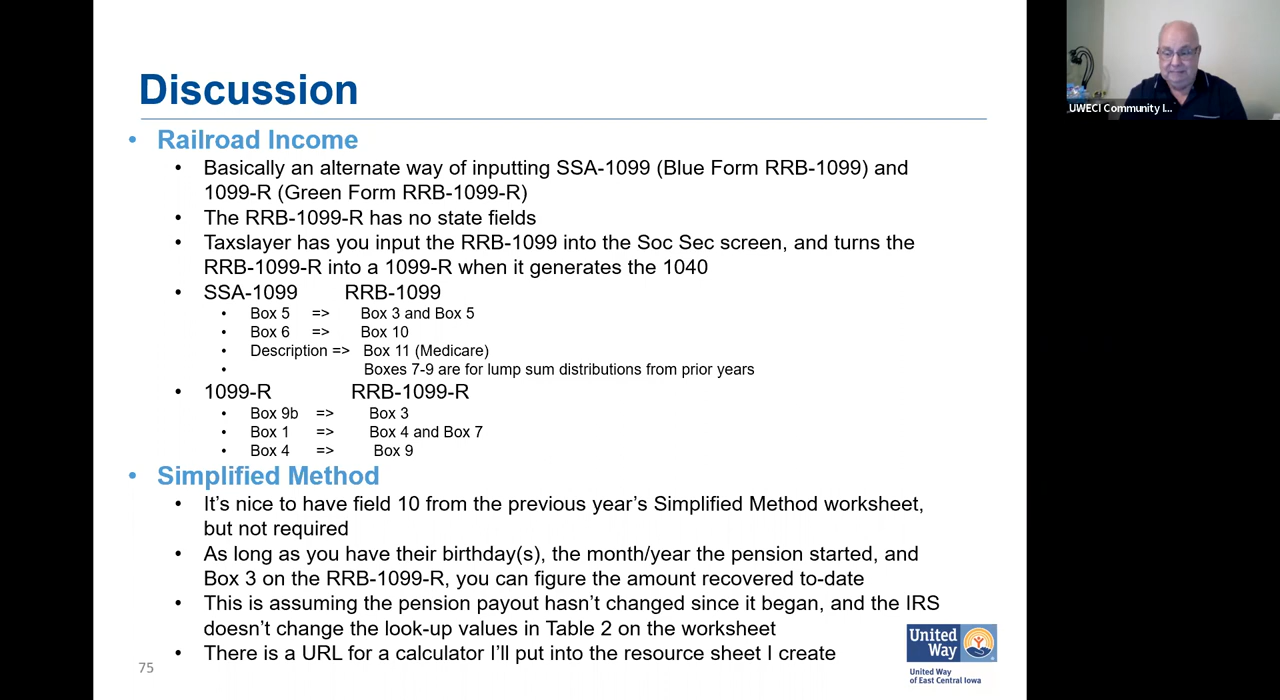 Discussion
• Railroad Income
• Basically an alternate way of inputting SSA-1099 (Blue Form RRB-1099) and
1099-R (Green Form RRB-1099-R)
• The RRB-1099-R has no state fields
• Taxslayer has you input the RRB-1099 into the Soc Sec screen, and turns the
RRB-1099-R into a 1099-R when it generates the 1040
• SSA-1099 RRB-1099
• Box 5 => Box 3 and Box 5
• Box 6 => Box 10
• Description => Box 11 (Medicare)
• Boxes 7-9 are for lump sum distributions from prior years
• 1099-R RRB-1099-R
• Box 9b => Box 3
• Box 1 => Box 4 and Box 7
• Box 4 => Box 9
• Simplified Method
• It’s nice to have field 10 from the previous year’s Simplified Method worksheet,
but not required
• As long as you have their birthday(s), the month/year the pension started, and
Box 3 on the RRB-1099-R, you can figure the amount recovered to-date
• This is assuming the pension payout hasn’t changed since it began, and the IRS
doesn’t change the look-up values in Table 2 on the worksheet
• There is a URL for a calculator I’ll put into the resource sheet I create
75
United
Way
United Way
of East Central Iowa
UWECI Community I...